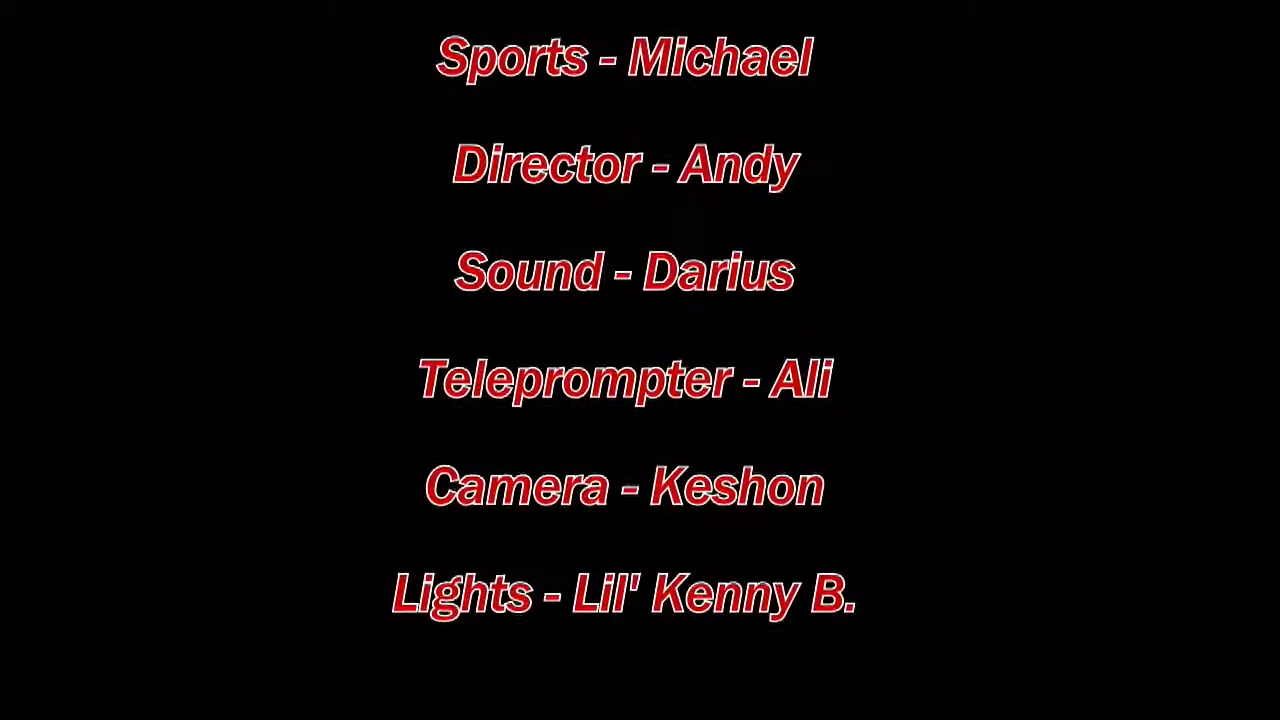 Sports - Michael
Director - Andy
Sound - Darius
Teleprompter - Ali
Camera - Keshon
Lights - Lil' Kenny B.